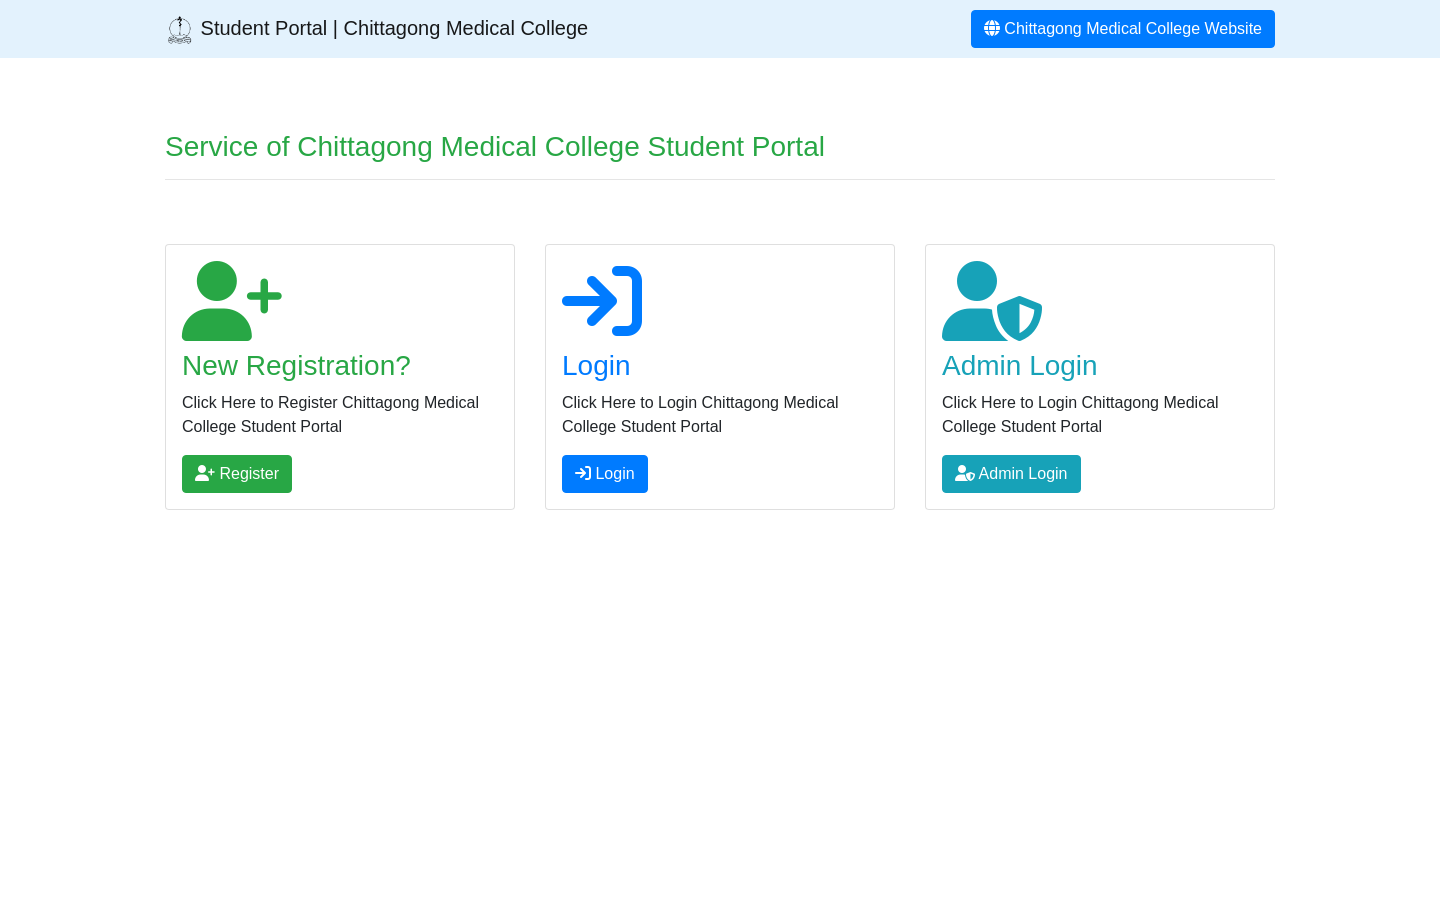 Student Portal | Chittagong Medical College
Chittagong Medical College Website
Service of Chittagong Medical College Student Portal
New Registration?
Click Here to Register Chittagong Medical
College Student Portal
Register
Login
Click Here to Login Chittagong Medical
College Student Portal
Login
Admin Login
Click Here to Login Chittagong Medical
College Student Portal
Admin Login